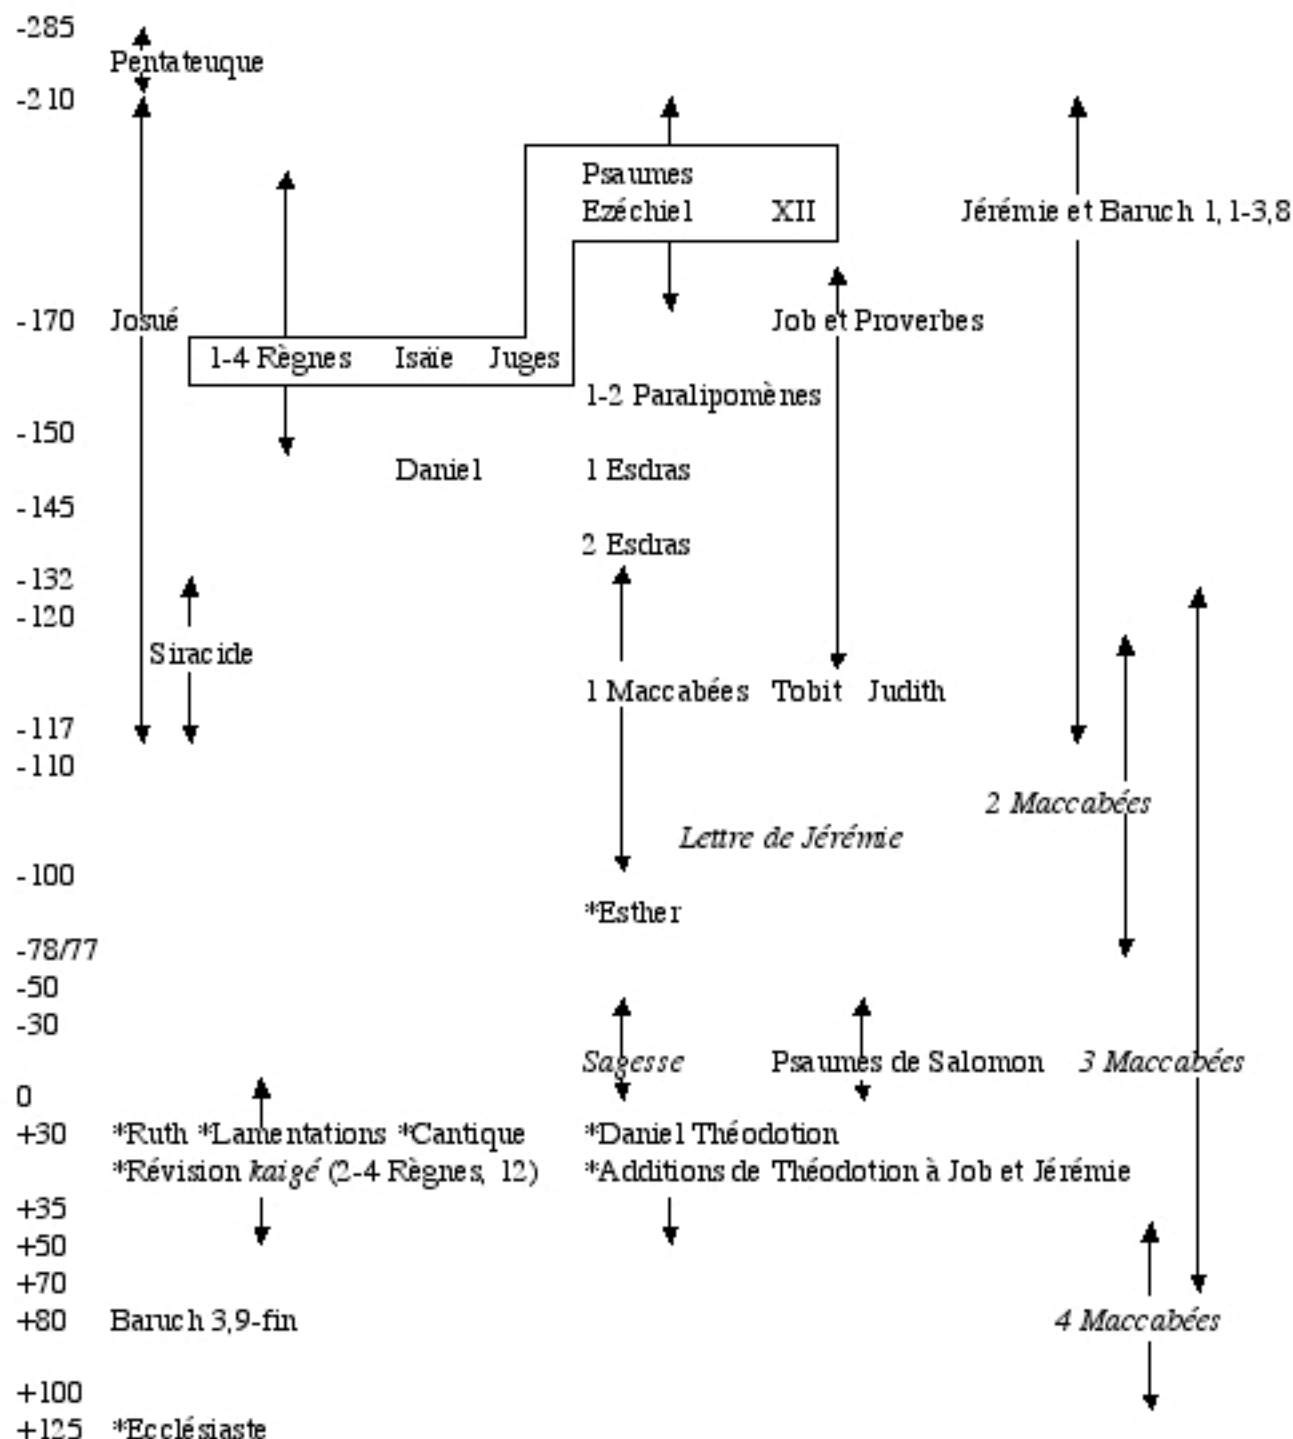 -285
Pentateuque
-210
Psaumes
Ezéchiel XII Jérémie et Baruch 1, 1-3,8
-170 Josué Job et Proverbes
1-4 Règnes Isaïe Juges
1-2 Paralipomènes
-150
Daniel 1 Esdras
-145
2 Esdras
-132
-120
Siracide
1 Maccabées Tobit Judith
-117
-110
2 Maccabées
Lettre de Jérémie
-100
*Esther
-78/77
-50
-30
Sagesse Psaumes de Salomon 3 Maccabées
0
+30 *Ruth *Lamentations *Cantique *Daniel Théodotion
*Révision kaigé (2-4 Règnes, 12) *Additions de Théodotion à Job et Jérémie
+35
+50
+70
+80 Baruch 3,9-fin 4 Maccabées
+100
+125 *Ecclésiaste